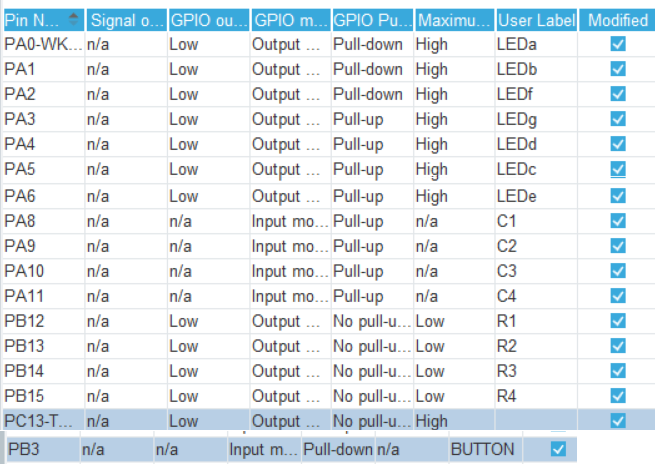 Pin N... Signal o... GPIO ou... GPIO m... GPIO Pu... Maximu... User Label Modified
PA0-WK... n/a Low Output ... Pull-down High LEDa
PA1 n/a Low Output ... Pull-down High LEDb
PA2 n/a Low Output ... Pull-down High LEDf
PA3 n/a Low Output ... Pull-up High LEDg
PA4 n/a Low Output ... Pull-up High LEDd
PA5 n/a Low Output ... Pull-up High LEDc
PA6 n/a Low Output ... Pull-up High LEDe
PA8 n/a n/a Input mo... Pull-up n/a C1
PA9 n/a n/a Input mo... Pull-up n/a C2
PA10 n/a n/a Input mo... Pull-up n/a C3
PA11 n/a n/a Input mo... Pull-up n/a C4
PB12 n/a Low Output ... No pull-u... Low R1
PB13 n/a Low Output ... No pull-u... Low R2
PB14 n/a Low Output ... No pull-u... Low R3
PB15 n/a Low Output ... No pull-u... Low R4
PC13-T... n/a Low Output ... No pull-u... High
PB3 n/a n/a Input m... Pull-down n/a BUTTON